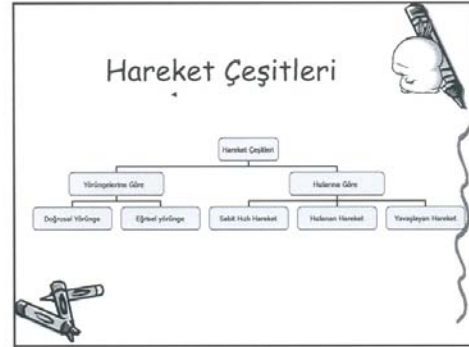 Hareket Çeşitleri
Hareket Çeşitleri
Yörüngelerine Göre
Hızlarına Göre
Doğrusal Yörünge
Eğrisel yörünge
Sabit Hızlı Hareket
Hızlanan Hareket
Yavaşlayan Hareket